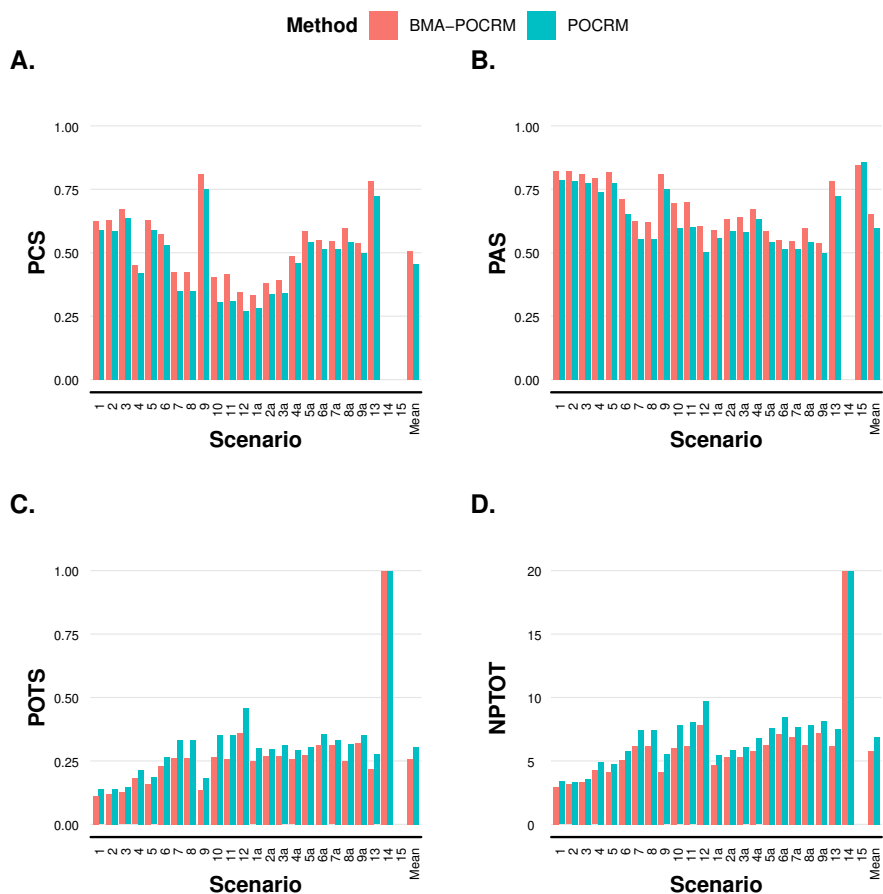 Method BMA−POCRM POCRM
A.
B.
PCS
1.00
0.75
0.50
0.25
0.00
1 2 3 4 5 6 7 8 9 10 11 12 1a 2a 3a 4a 5a 6a 7a 8a 9a 13 14 15 Mean
Scenario
PAS
1.00
0.75
0.50
0.25
0.00
1 2 3 4 5 6 7 8 9 10 11 12 1a 2a 3a 4a 5a 6a 7a 8a 9a 13 14 15 Mean
Scenario
C.
D.
POTS
1.00
0.75
0.50
0.25
0.00
1 2 3 4 5 6 7 8 9 10 11 12 1a 2a 3a 4a 5a 6a 7a 8a 9a 13 14 15 Mean
Scenario
NPTOT
20
15
10
5
0
1 2 3 4 5 6 7 8 9 10 11 12 1a 2a 3a 4a 5a 6a 7a 8a 9a 13 14 15 Mean
Scenario